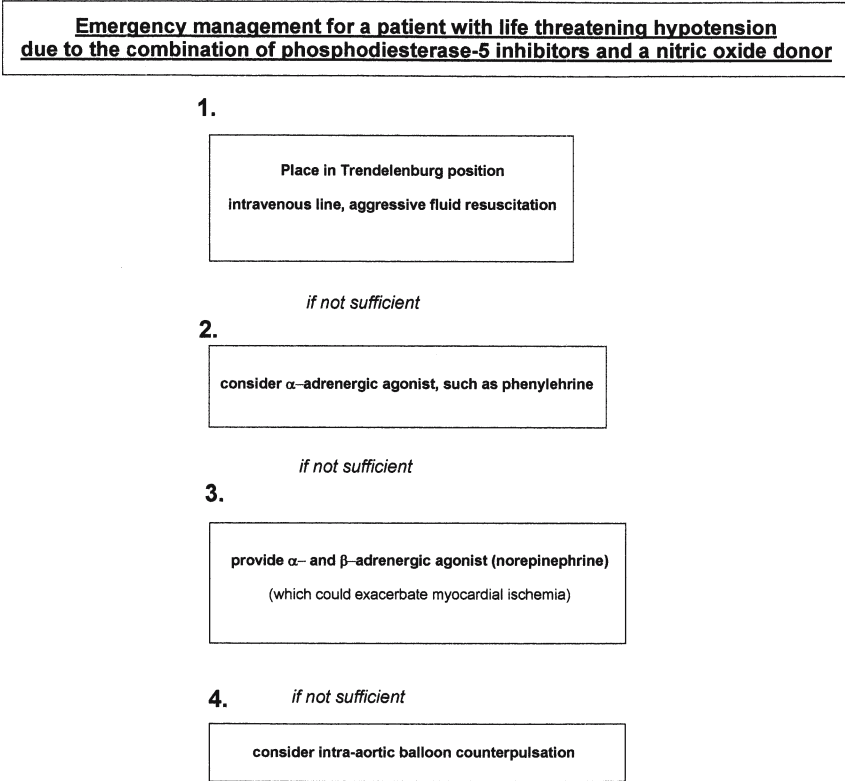 Emergency management for a patient with life threatening hypotension
due to the combination of phosphodiesterase-5 inhibitors and a nitric oxide donor
1.
Place in Trendelenburg position
intravenous line, aggressive fluid resuscitation
if not sufficient
2.
consider α–adrenergic agonist, such as phenylehrine
if not sufficient
3.
provide α– and β–adrenergic agonist (norepinephrine)
(which could exacerbate myocardial ischemia)
4. if not sufficient
consider intra-aortic balloon counterpulsation